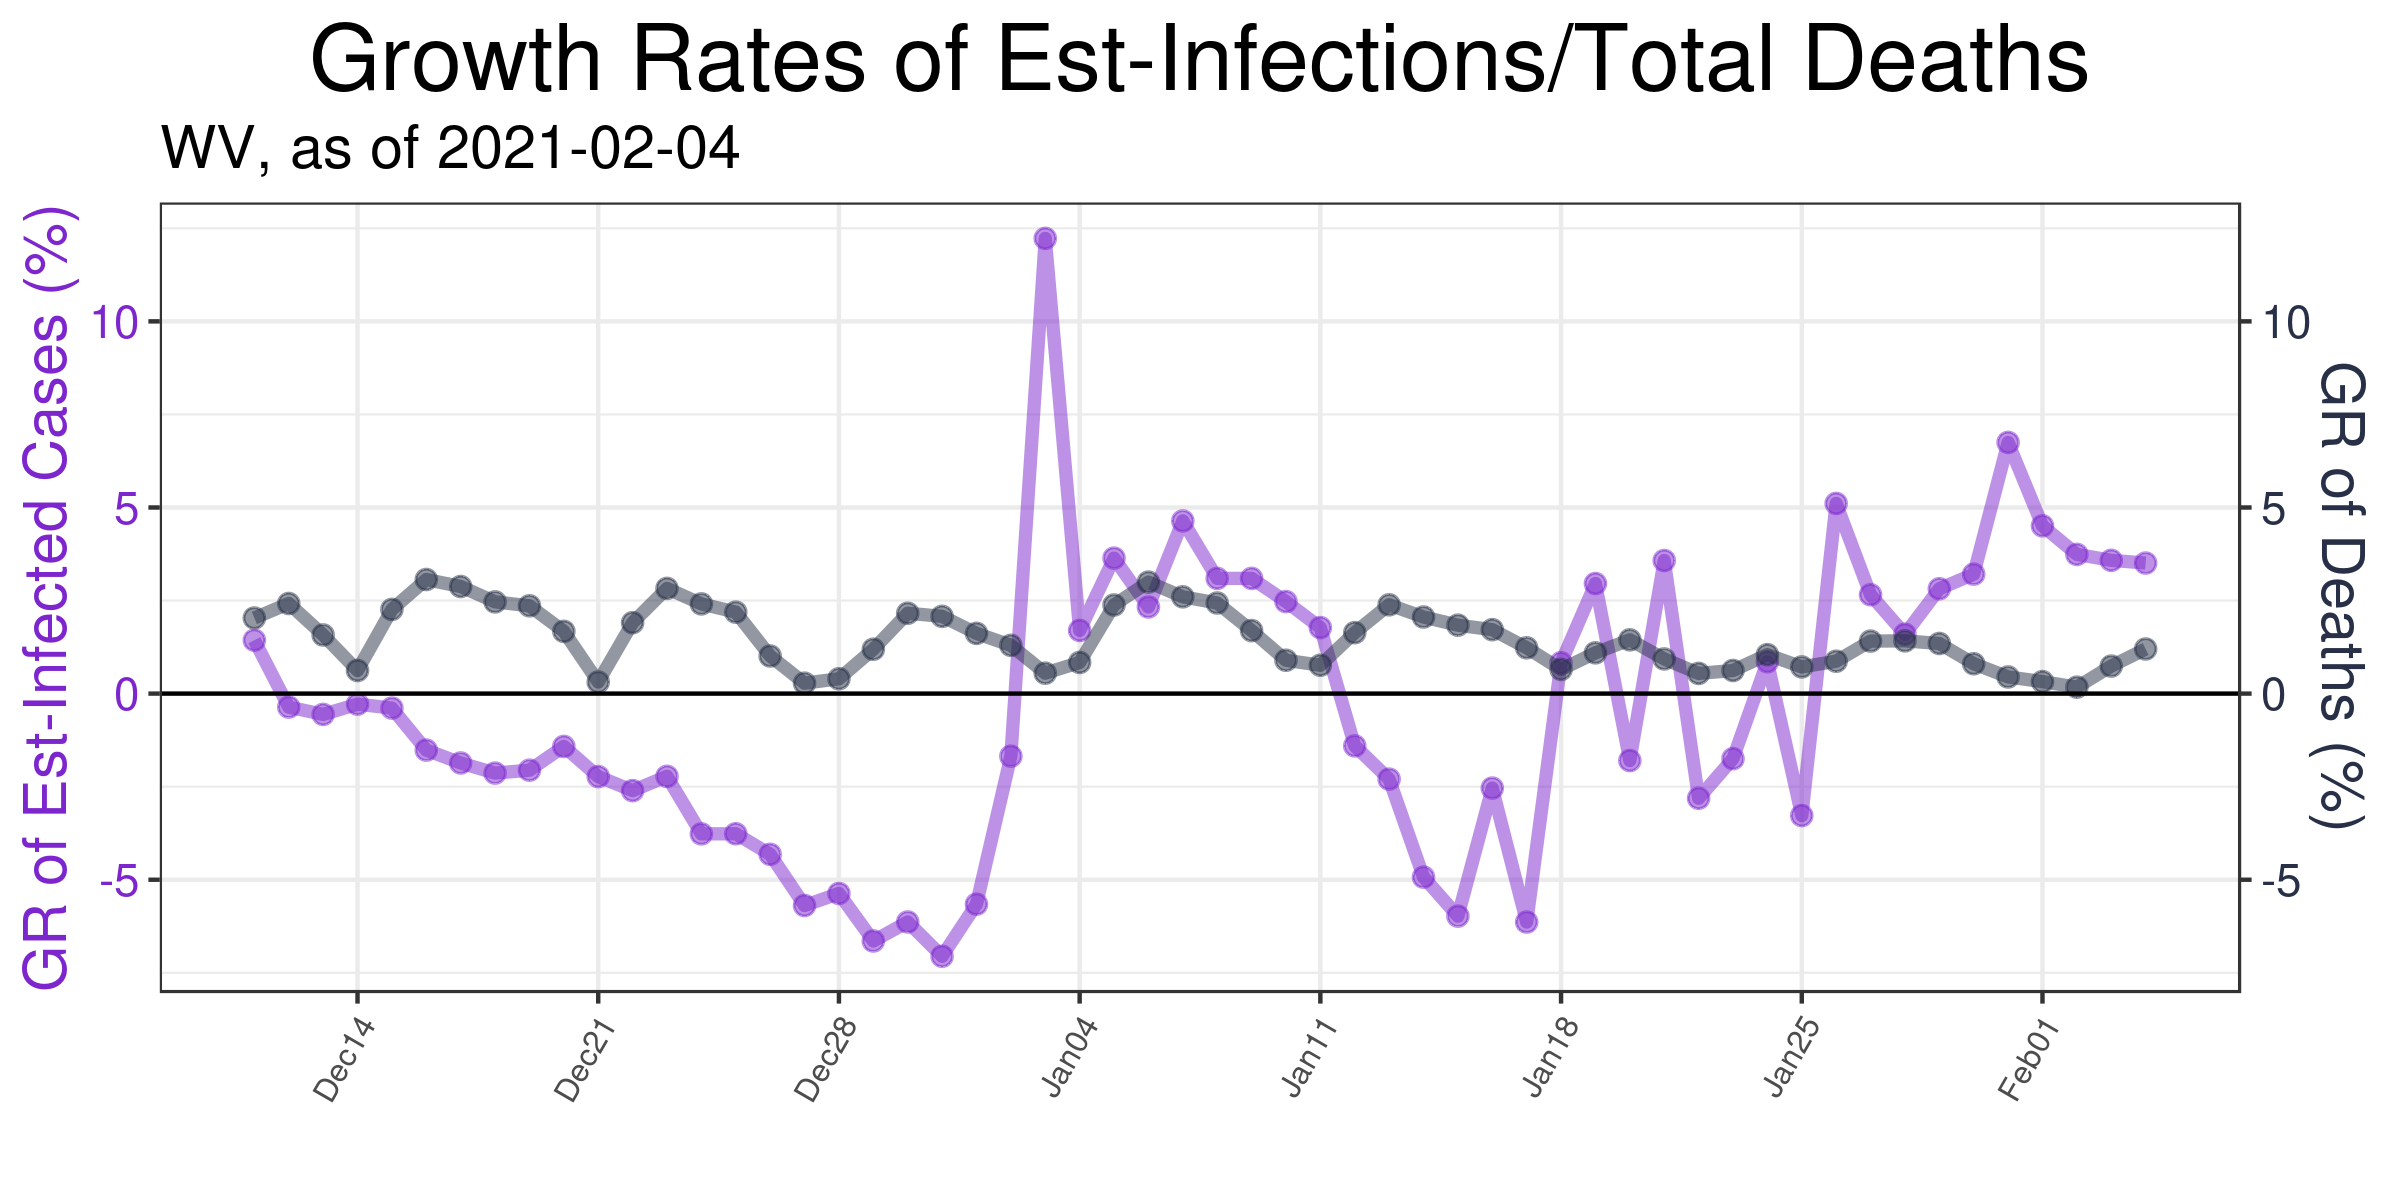 Growth Rates of Est-Infections/Total Deaths
WV, as of 2021-02-04
GR of Est-Infected Cases (%)
10
5
0
-5
10
5
0
-5
GR of Deaths (%)
Dec14
Dec21
Dec28
Jan04
Jan11
Jan18
Jan25
Feb01